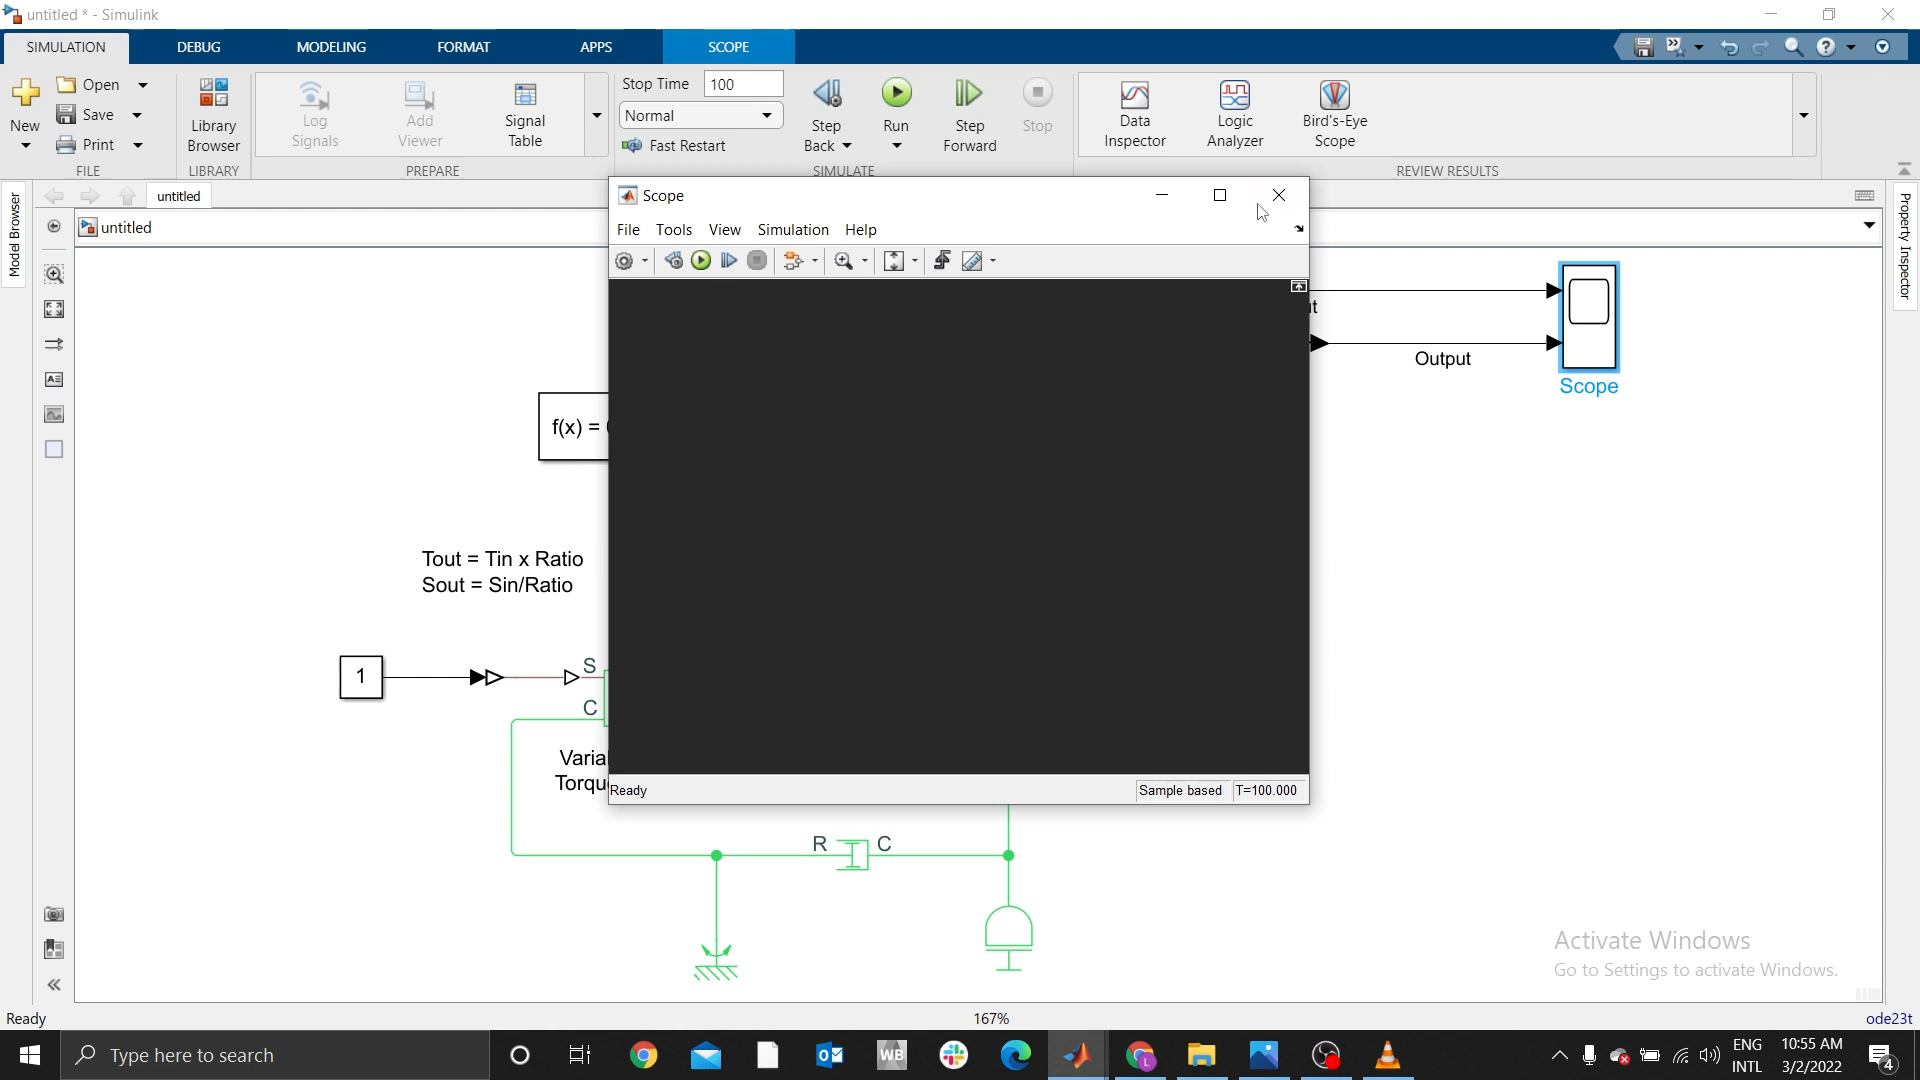 untitled * - Simulink
SIMULATION
DEBUG
MODELING
FORMAT
APPS
SCOPE
New
Open
Save
Print
FILE
Library
Browser
LIBRARY
Log
Signals
Add
Viewer
Signal
Table
PREPARE
Stop Time 100
Normal
Fast Restart
Step
Back
Run
Step
Forward
Stop
SIMULATE
Data
Inspector
Logic
Analyzer
Bird's-Eye
Scope
REVIEW RESULTS
Model Browser
untitled
untitled
Property Inspector
Scope
File Tools View Simulation Help
Ready
Sample based
T=100.000
Output
Scope
f(x) =
Tout = Tin x Ratio
Sout = Sin/Ratio
1
S
C
Varia
Torqu
R
C
Activate Windows
Go to Settings to activate Windows.
Ready
167%
ode23t
Type here to search
WB
ENG
INTL
10:55 AM
3/2/2022
4